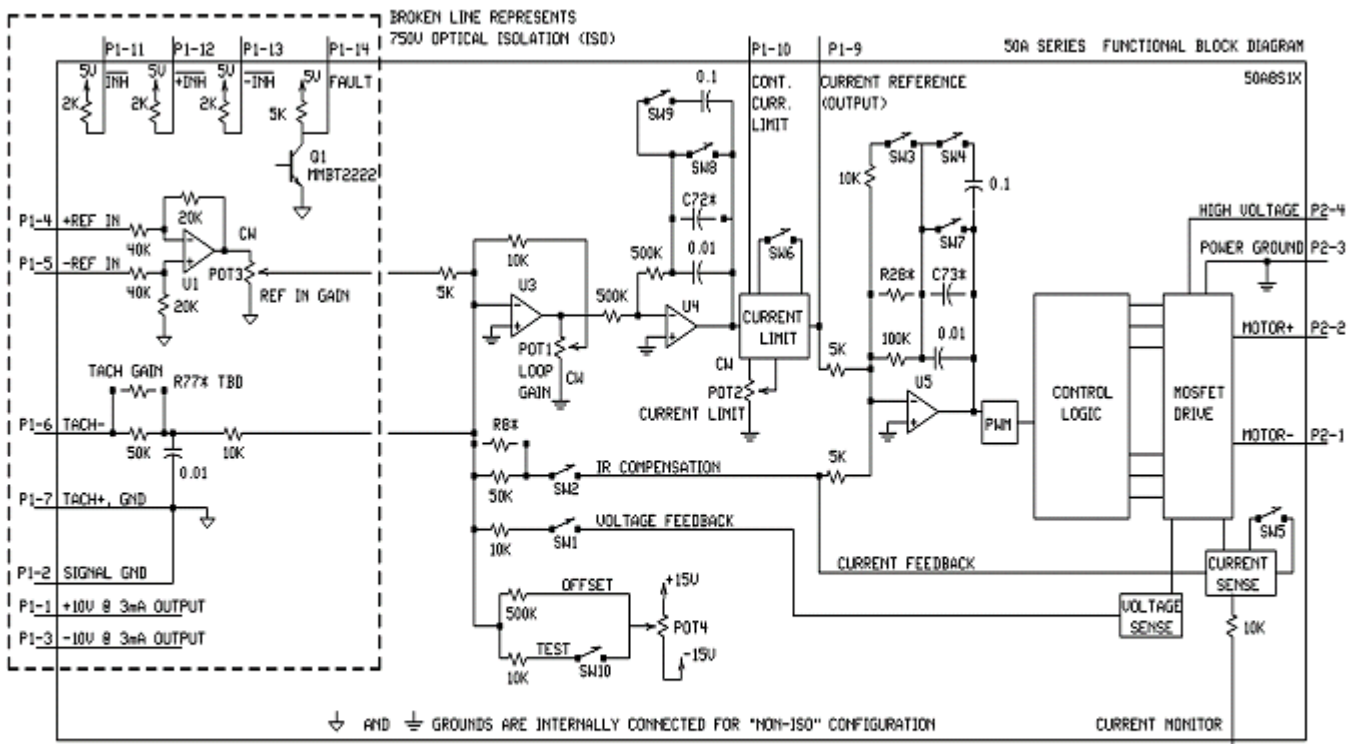 BROKEN LINE REPRESENTS
750V OPTICAL ISOLATION (ISO)
50A SERIES FUNCTIONAL BLOCK DIAGRAM
50A8S1X
P1-11
P1-12
P1-13
P1-14
P1-10
P1-9
5V
INH
5V
+INH
5V
-INH
5V
FAULT
2K
2K
2K
5K
Q1
MMBT2222
0.1
SW9
SW8
C72*
0.01
CONT.
CURR.
LIMIT
CURRENT REFERENCE
(OUTPUT)
SW3
SW4
10K
0.1
SW7
R28*
C73*
100K
0.01
P1-4
+REF IN
20K
CW
40K
P1-5
-REF IN
40K
U1
20K
POT3
REF IN GAIN
5K
10K
U3
POT1
LOOP
GAIN
CW
500K
500K
U4
SW6
CURRENT
LIMIT
CW
POT2
CURRENT LIMIT
5K
U5
5K
PWM
CONTROL
LOGIC
MOSFET
DRIVE
HIGH VOLTAGE
P2-4
POWER GROUND
P2-3
MOTOR+
P2-2
MOTOR-
P2-1
TACH GAIN
R77* TBD
P1-6
TACH-
50K
10K
0.01
P1-7
TACH+, GND
P1-2
SIGNAL GND
P1-1
+10V @ 3mA OUTPUT
P1-3
-10V @ 3mA OUTPUT
R8*
50K
SW2
IR COMPENSATION
10K
SW1
VOLTAGE FEEDBACK
CURRENT FEEDBACK
SW5
CURRENT
SENSE
VOLTAGE
SENSE
10K
OFFSET
500K
+15V
POT4
-15V
TEST
10K
SW10
AND
GROUNDS ARE INTERNALLY CONNECTED FOR "NON-ISO" CONFIGURATION
CURRENT MONITOR